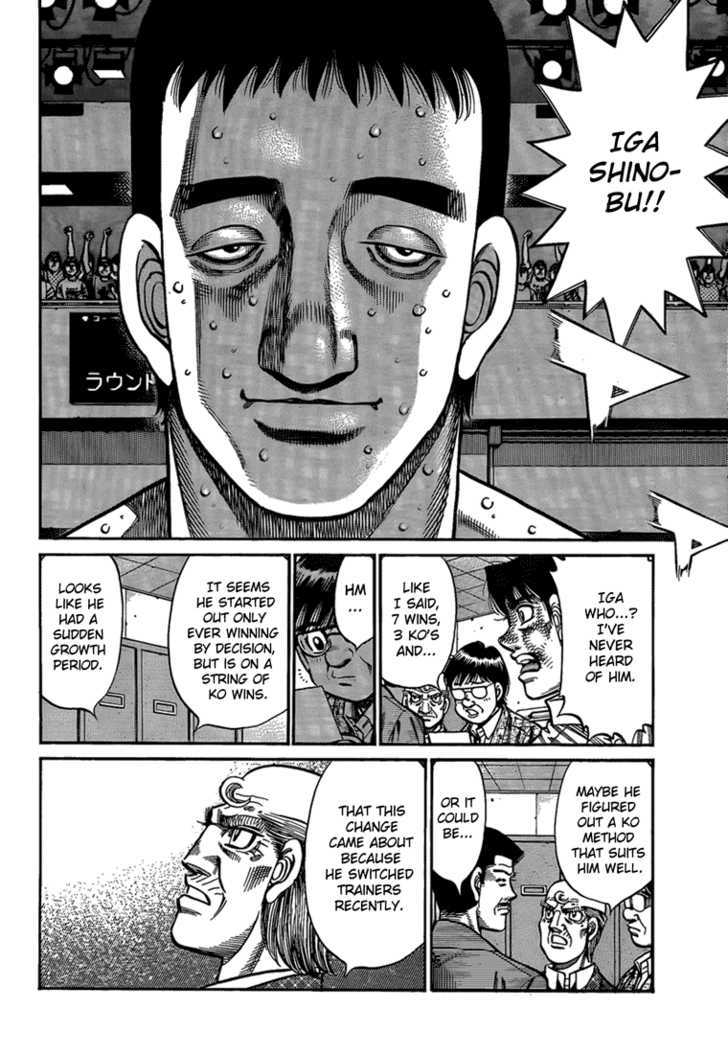 IGA
SHINO-
BU!!
ラウンド
IGA
WHO...?
I'VE
NEVER
HEARD
OF HIM.
LIKE
I SAID,
7 WINS,
3 KO'S
AND...
HM
...
IT SEEMS
HE STARTED
OUT ONLY
EVER WINNING
BY DECISION,
BUT IS ON A
STRING OF
KO WINS.
LOOKS
LIKE HE
HAD A
SUDDEN
GROWTH
PERIOD.
MAYBE HE
FIGURED
OUT A KO
METHOD
THAT SUITS
HIM WELL.
OR IT
COULD
BE...
THAT THIS
CHANGE
CAME ABOUT
BECAUSE
HE SWITCHED
TRAINERS
RECENTLY.